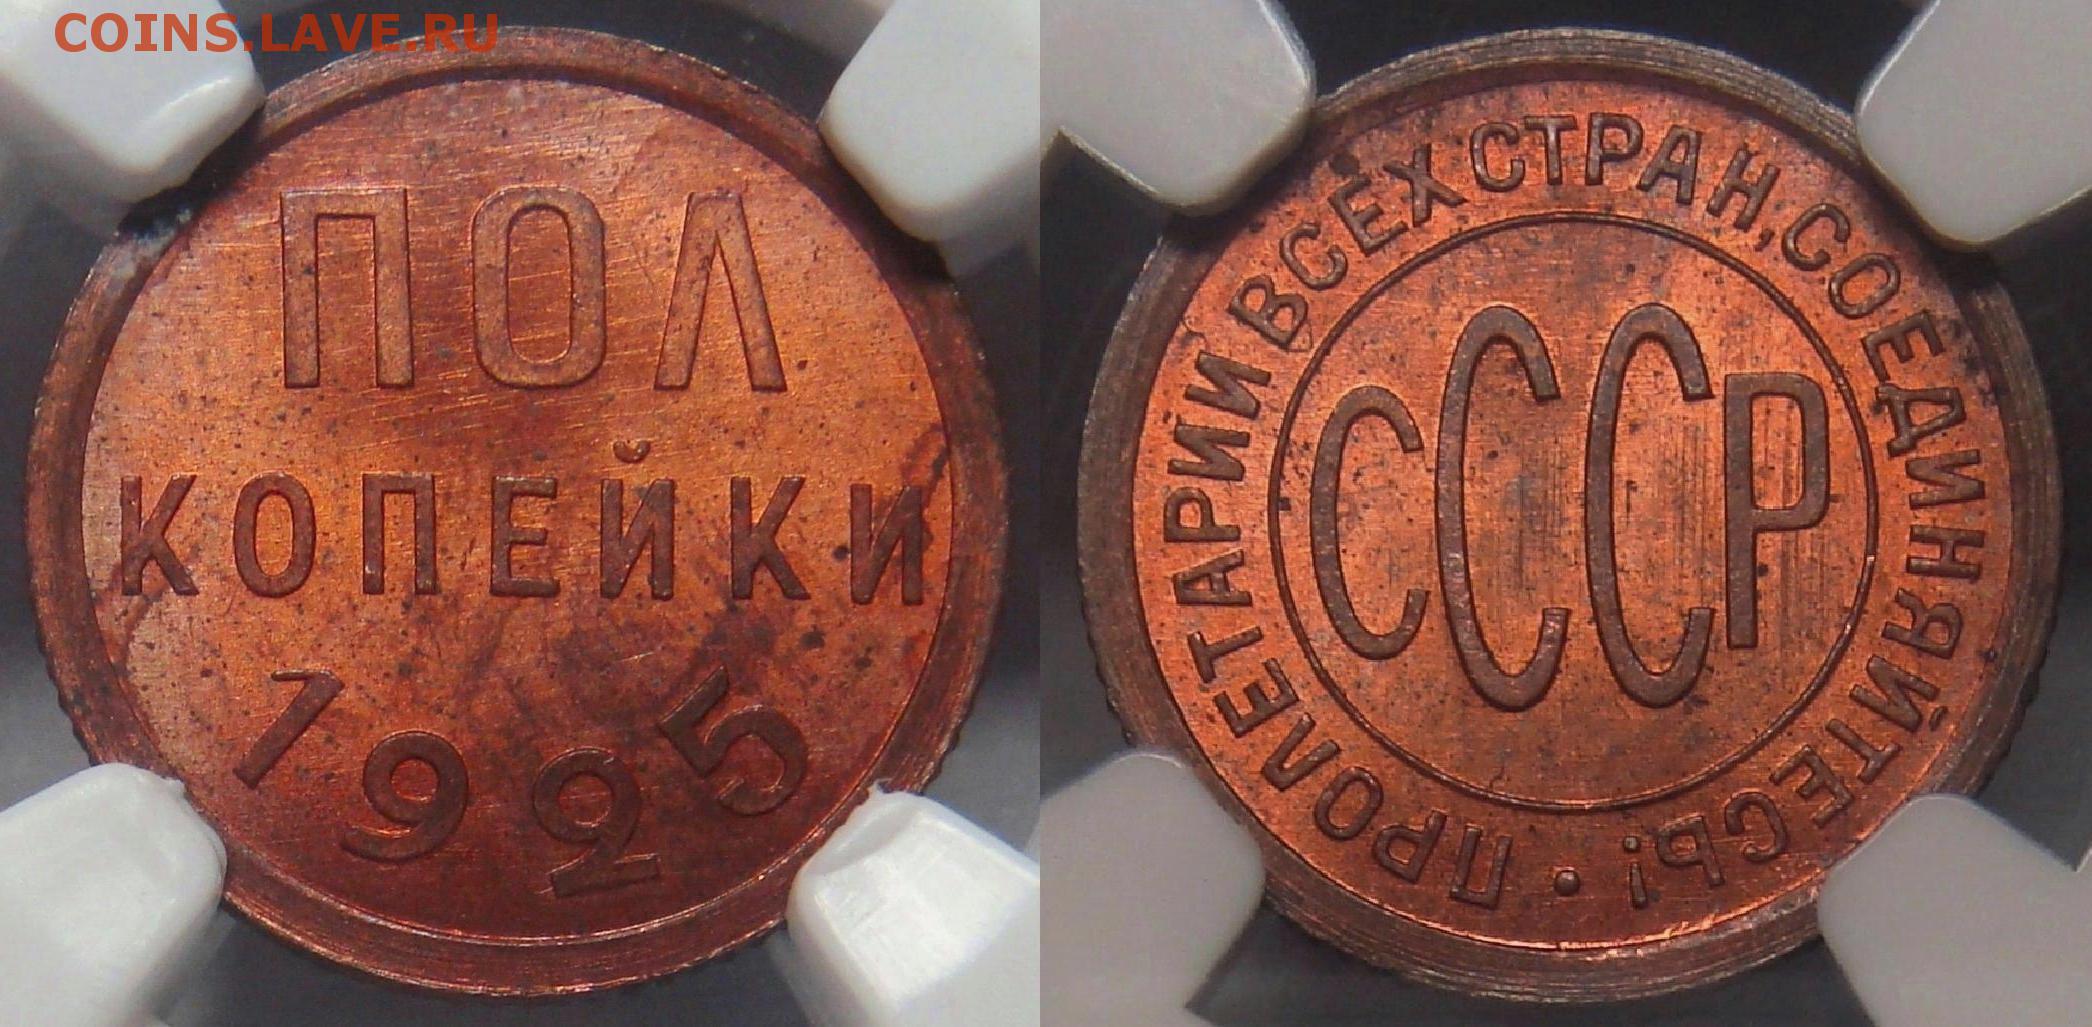 COINS.LAVE.RU
ПОЛ
КОПЕЙКИ
1925
ПРОЛЕТАРИИ ВСЕХ СТРАН, СОЕДИНЯЙТЕСЬ! •
СССР